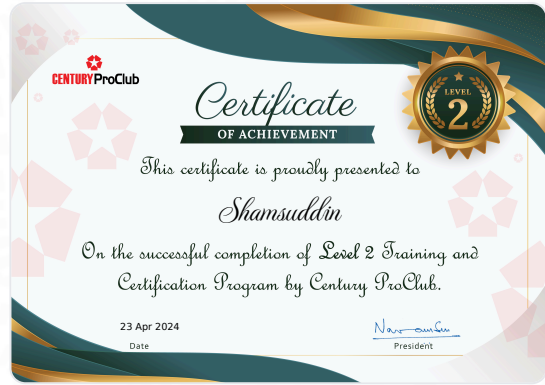 CENTURY ProClub
Certificate
OF ACHIEVEMENT
LEVEL
2
This certificate is proudly presented to
Shamsuddin
On the successful completion of Level 2 Training and
Certification Program by Century ProClub.
23 Apr 2024
Date
President